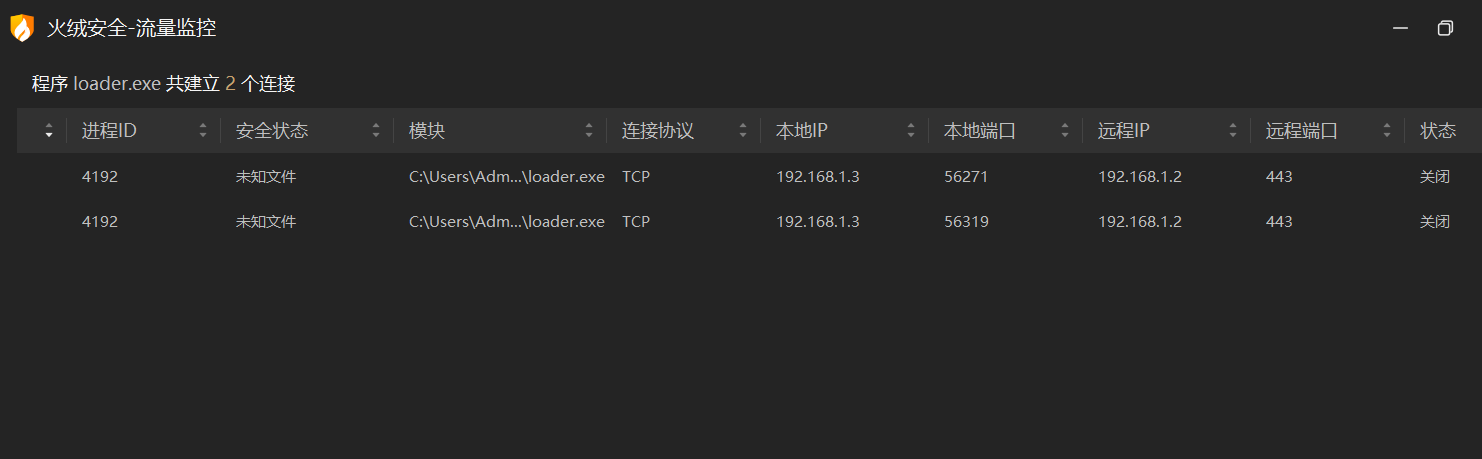 火绒安全-流量监控
程序 loader.exe 共建立 2 个连接
进程ID 安全状态 模块 连接协议 本地IP 本地端口 远程IP 远程端口 状态
4192 未知文件 C:\Users\Adm...\loader.exe TCP 192.168.1.3 56271 192.168.1.2 443 关闭
4192 未知文件 C:\Users\Adm...\loader.exe TCP 192.168.1.3 56319 192.168.1.2 443 关闭